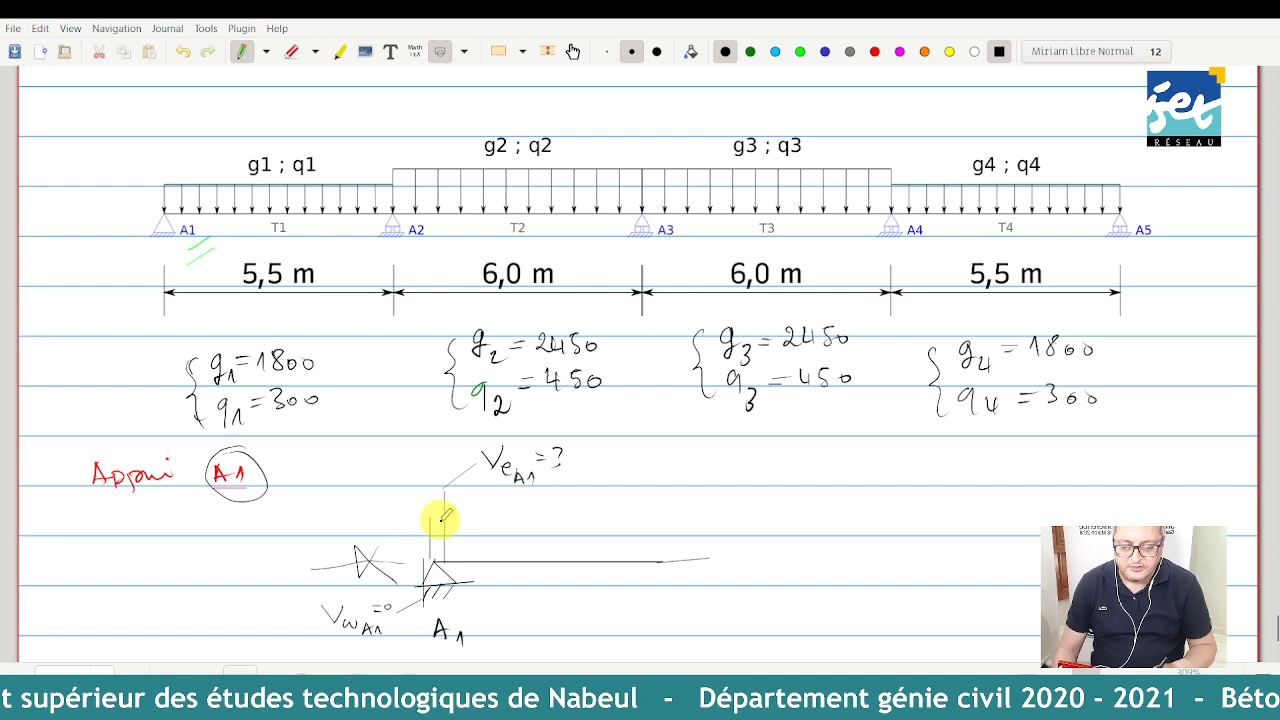 File Edit View Navigation Journal Tools Plugin Help
Miriam Libre Normal 12
iset
RÉSEAU
g1 ; q1 g2 ; q2 g3 ; q3 g4 ; q4
A1 T1 A2 T2 A3 T3 A4 T4 A5
5,5 m 6,0 m 6,0 m 5,5 m
g1 = 1800 g2 = 2450 g3 = 2450 g4 = 1800
q1 = 300 q2 = 450 q3 = 450 q4 = 300
Appui A1
VeA1 = ?
VwA1 = 0
A1
309%
t supérieur des études technologiques de Nabeul - Département génie civil 2020 - 2021 - Béto